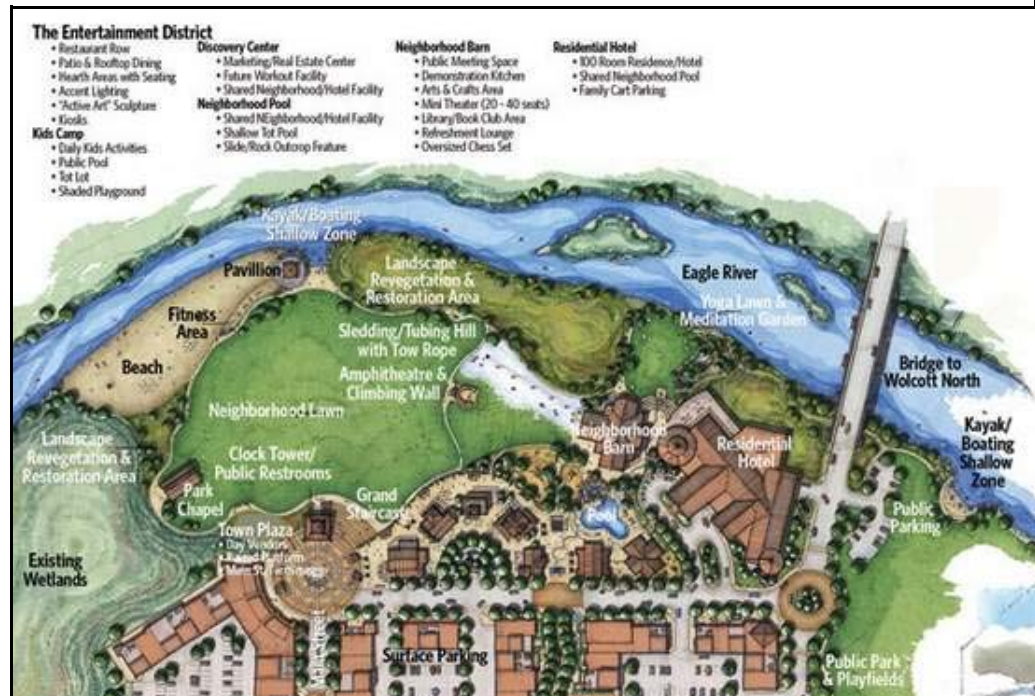 The Entertainment District
• Restaurant Row
• Patio & Rooftop Dining
• Hearth Areas with Seating
• Accent Lighting
• "Active Art" Sculpture
• Kiosks
Kids Camp
• Daily Kids Activities
• Public Pool
• Tot Lot
• Shaded Playground
Discovery Center
• Marketing/Real Estate Center
• Future Workout Facility
• Shared Neighborhood/Hotel Facility
Neighborhood Pool
• Shared NEighborhood/Hotel Facility
• Shallow Tot Pool
• Slide/Rock Outcrop Feature
Neighborhood Barn
• Public Meeting Space
• Demonstration Kitchen
• Arts & Crafts Area
• Mini Theater (20 - 40 seats)
• Library/Book Club Area
• Refreshment Lounge
• Oversized Chess Set
Residential Hotel
• 100 Room Residence/Hotel
• Shared Neighborhood Pool
• Family Cart Parking
Kayak/Boating
Shallow Zone
Pavillion
Landscape
Revegetation &
Restoration Area
Eagle River
Fitness
Area
Yoga Lawn &
Meditation Garden
Sledding/Tubing Hill
with Tow Rope
Beach
Bridge to
Wolcott North
Amphitheatre &
Climbing Wall
Neighborhood Lawn
Kayak/
Boating
Shallow
Zone
Landscape
Revegetation &
Restoration Area
Neighborhood
Barn
Residential
Hotel
Clock Tower/
Public Restrooms
Park
Chapel
Grand
Staircase
Pool
Public
Parking
Town Plaza
• Day Vendors
Existing
Wetlands
Street
Surface Parking
Public Park
& Playfields